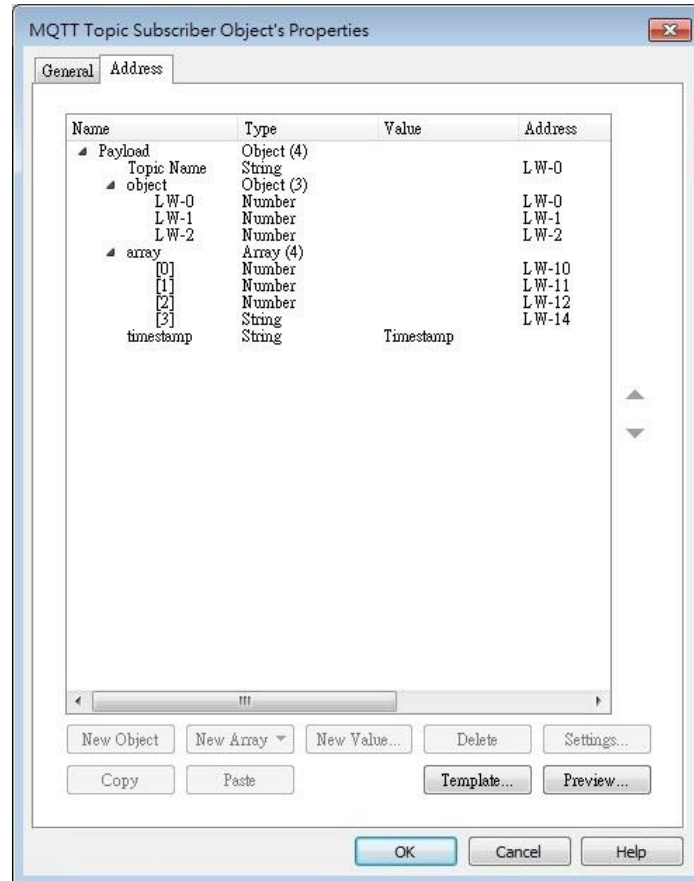 MQTT Topic Subscriber Object's Properties
General Address
Name Type Value Address
Payload Object (4)
Topic Name String LW-0
object Object (3)
LW-0 Number LW-0
LW-1 Number LW-1
LW-2 Number LW-2
array Array (4)
[0] Number LW-10
[1] Number LW-11
[2] Number LW-12
[3] String LW-14
timestamp String Timestamp
New Object New Array New Value... Delete Settings...
Copy Paste Template... Preview...
OK Cancel Help